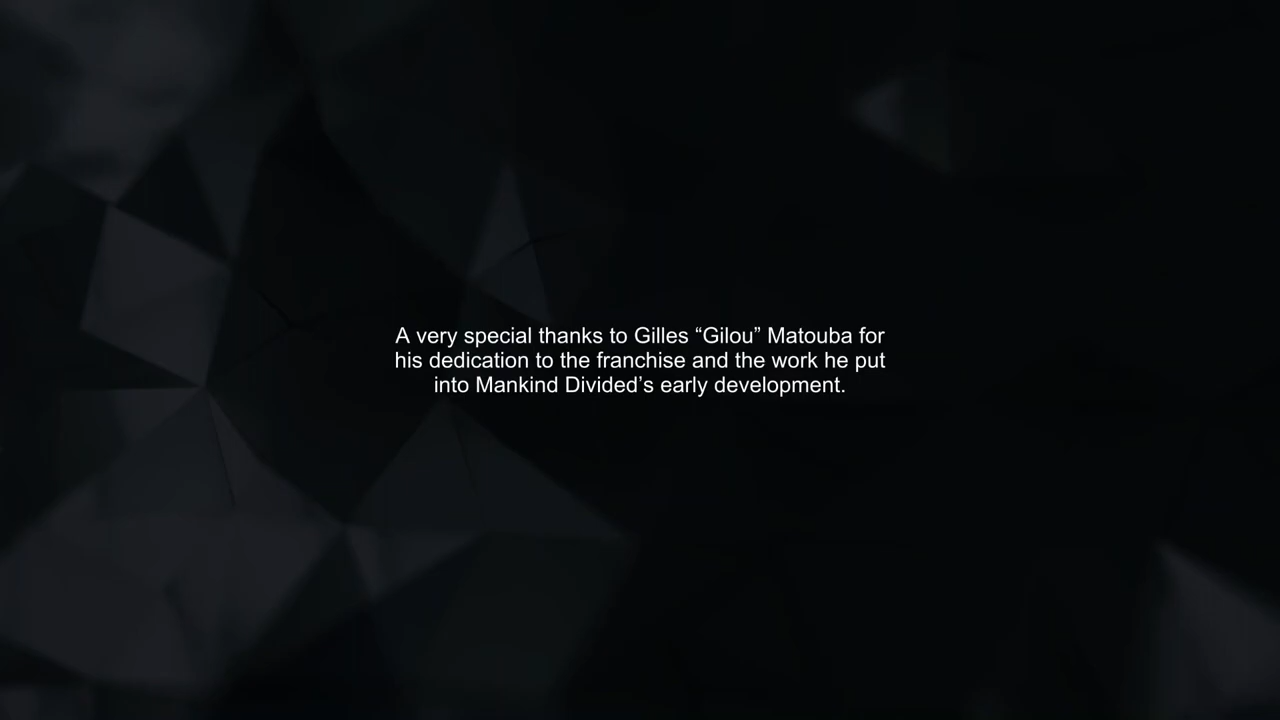 A very special thanks to Gilles “Gilou” Matouba for
his dedication to the franchise and the work he put
into Mankind Divided’s early development.